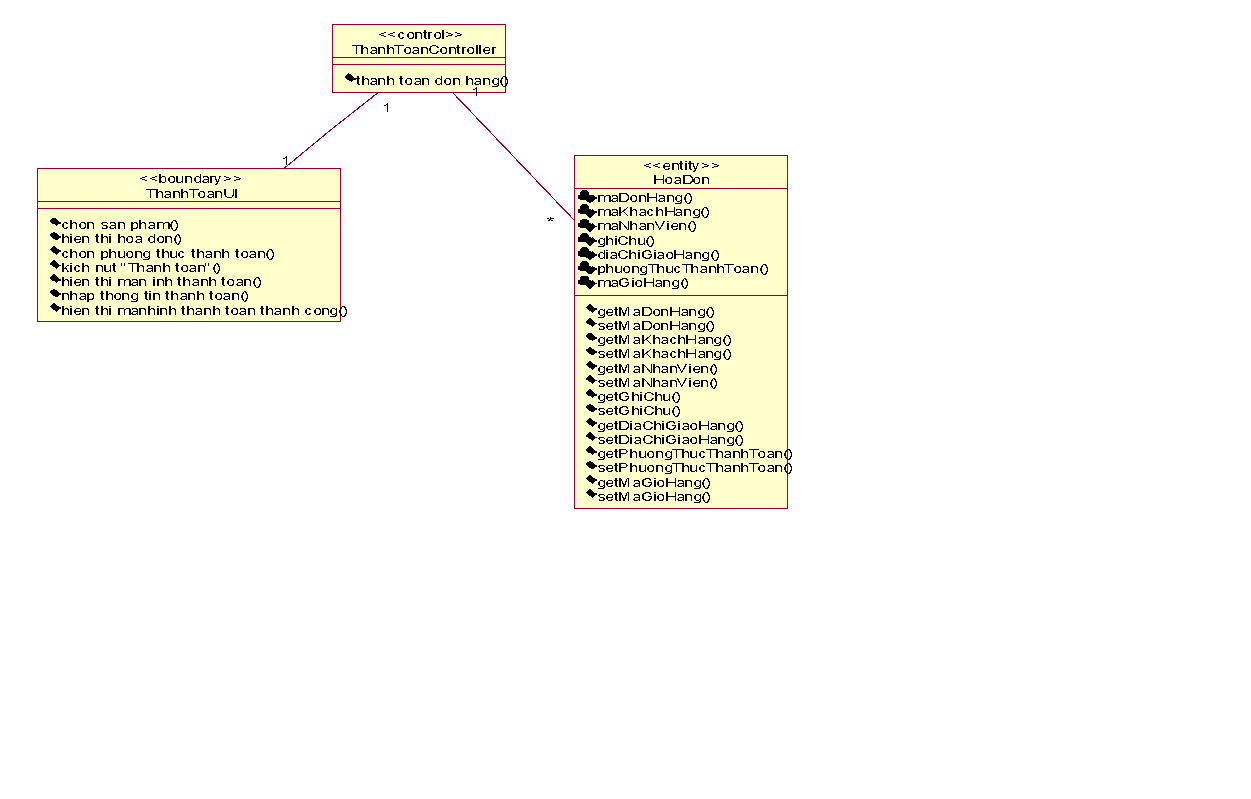 <<control>>
ThanhToanController
thanh toan don hang()
1
1
1
*
<<boundary>>
ThanhToanUI
chon san pham()
hien thi hoa don()
chon phuong thuc thanh toan()
kich nut "Thanh toan"()
hien thi man inh thanh toan()
nhap thong tin thanh toan()
hien thi manhinh thanh toan thanh cong()
<<entity>>
HoaDon
maDonHang()
maKhachHang()
maNhanVien()
ghiChu()
diaChiGiaoHang()
phuongThucThanhToan()
maGioHang()
getMaDonHang()
setMaDonHang()
getMaKhachHang()
setMaKhachHang()
getMaNhanVien()
setMaNhanVien()
getGhiChu()
setGhiChu()
getDiaChiGiaoHang()
setDiaChiGiaoHang()
getPhuongThucThanhToan()
setPhuongThucThanhToan()
getMaGioHang()
setMaGioHang()